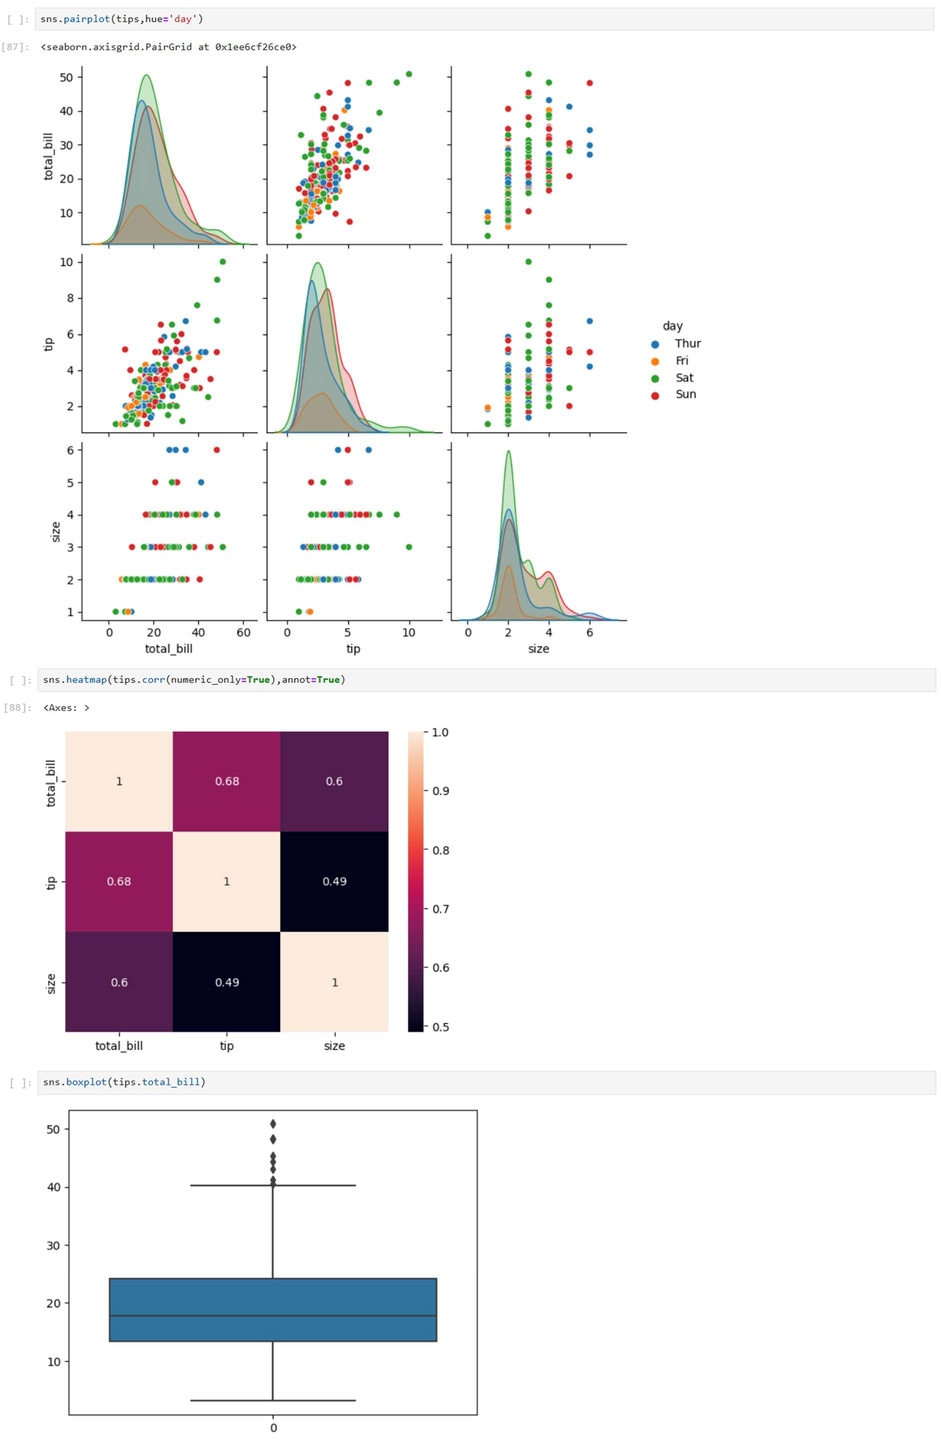 [ ]: sns.pairplot(tips,hue='day')
[87]: <seaborn.axisgrid.PairGrid at 0x1ee6cf26ce0>
50
40
30
20
10
total_bill
10
8
6
4
2
tip
6
5
4
3
2
1
size
0 20 40 60
total_bill
0 5 10
tip
0 2 4 6
size
day
Thur
Fri
Sat
Sun
[ ]: sns.heatmap(tips.corr(numeric_only=True),annot=True)
[88]: <Axes: >
total_bill
1 0.68 0.6
tip
0.68 1 0.49
size
0.6 0.49 1
total_bill tip size
1.0
0.9
0.8
0.7
0.6
0.5
[ ]: sns.boxplot(tips.total_bill)
50
40
30
20
10
0